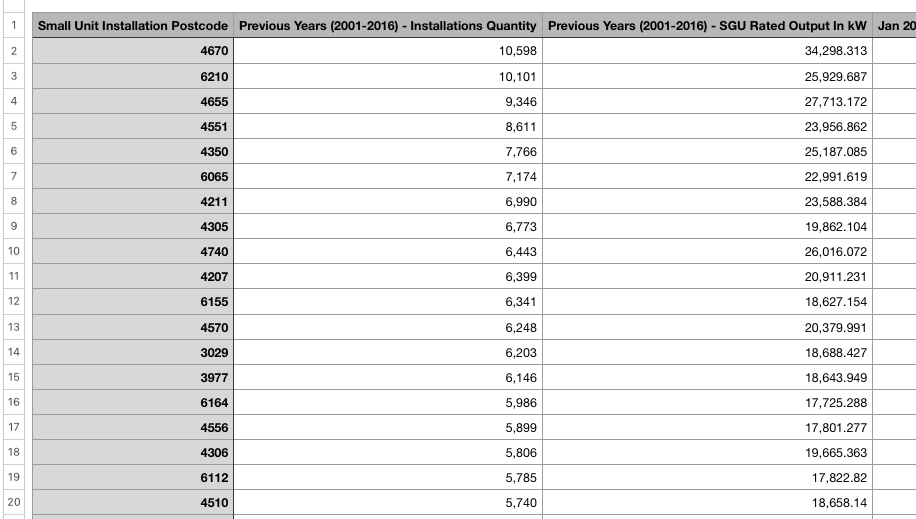 1 Small Unit Installation Postcode Previous Years (2001-2016) - Installations Quantity Previous Years (2001-2016) - SGU Rated Output In kW Jan 20
2 4670 10,598 34,298.313
3 6210 10,101 25,929.687
4 4655 9,346 27,713.172
5 4551 8,611 23,956.862
6 4350 7,766 25,187.085
7 6065 7,174 22,991.619
8 4211 6,990 23,588.384
9 4305 6,773 19,862.104
10 4740 6,443 26,016.072
11 4207 6,399 20,911.231
12 6155 6,341 18,627.154
13 4570 6,248 20,379.991
14 3029 6,203 18,688.427
15 3977 6,146 18,643.949
16 6164 5,986 17,725.288
17 4556 5,899 17,801.277
18 4306 5,806 19,665.363
19 6112 5,785 17,822.82
20 4510 5,740 18,658.14